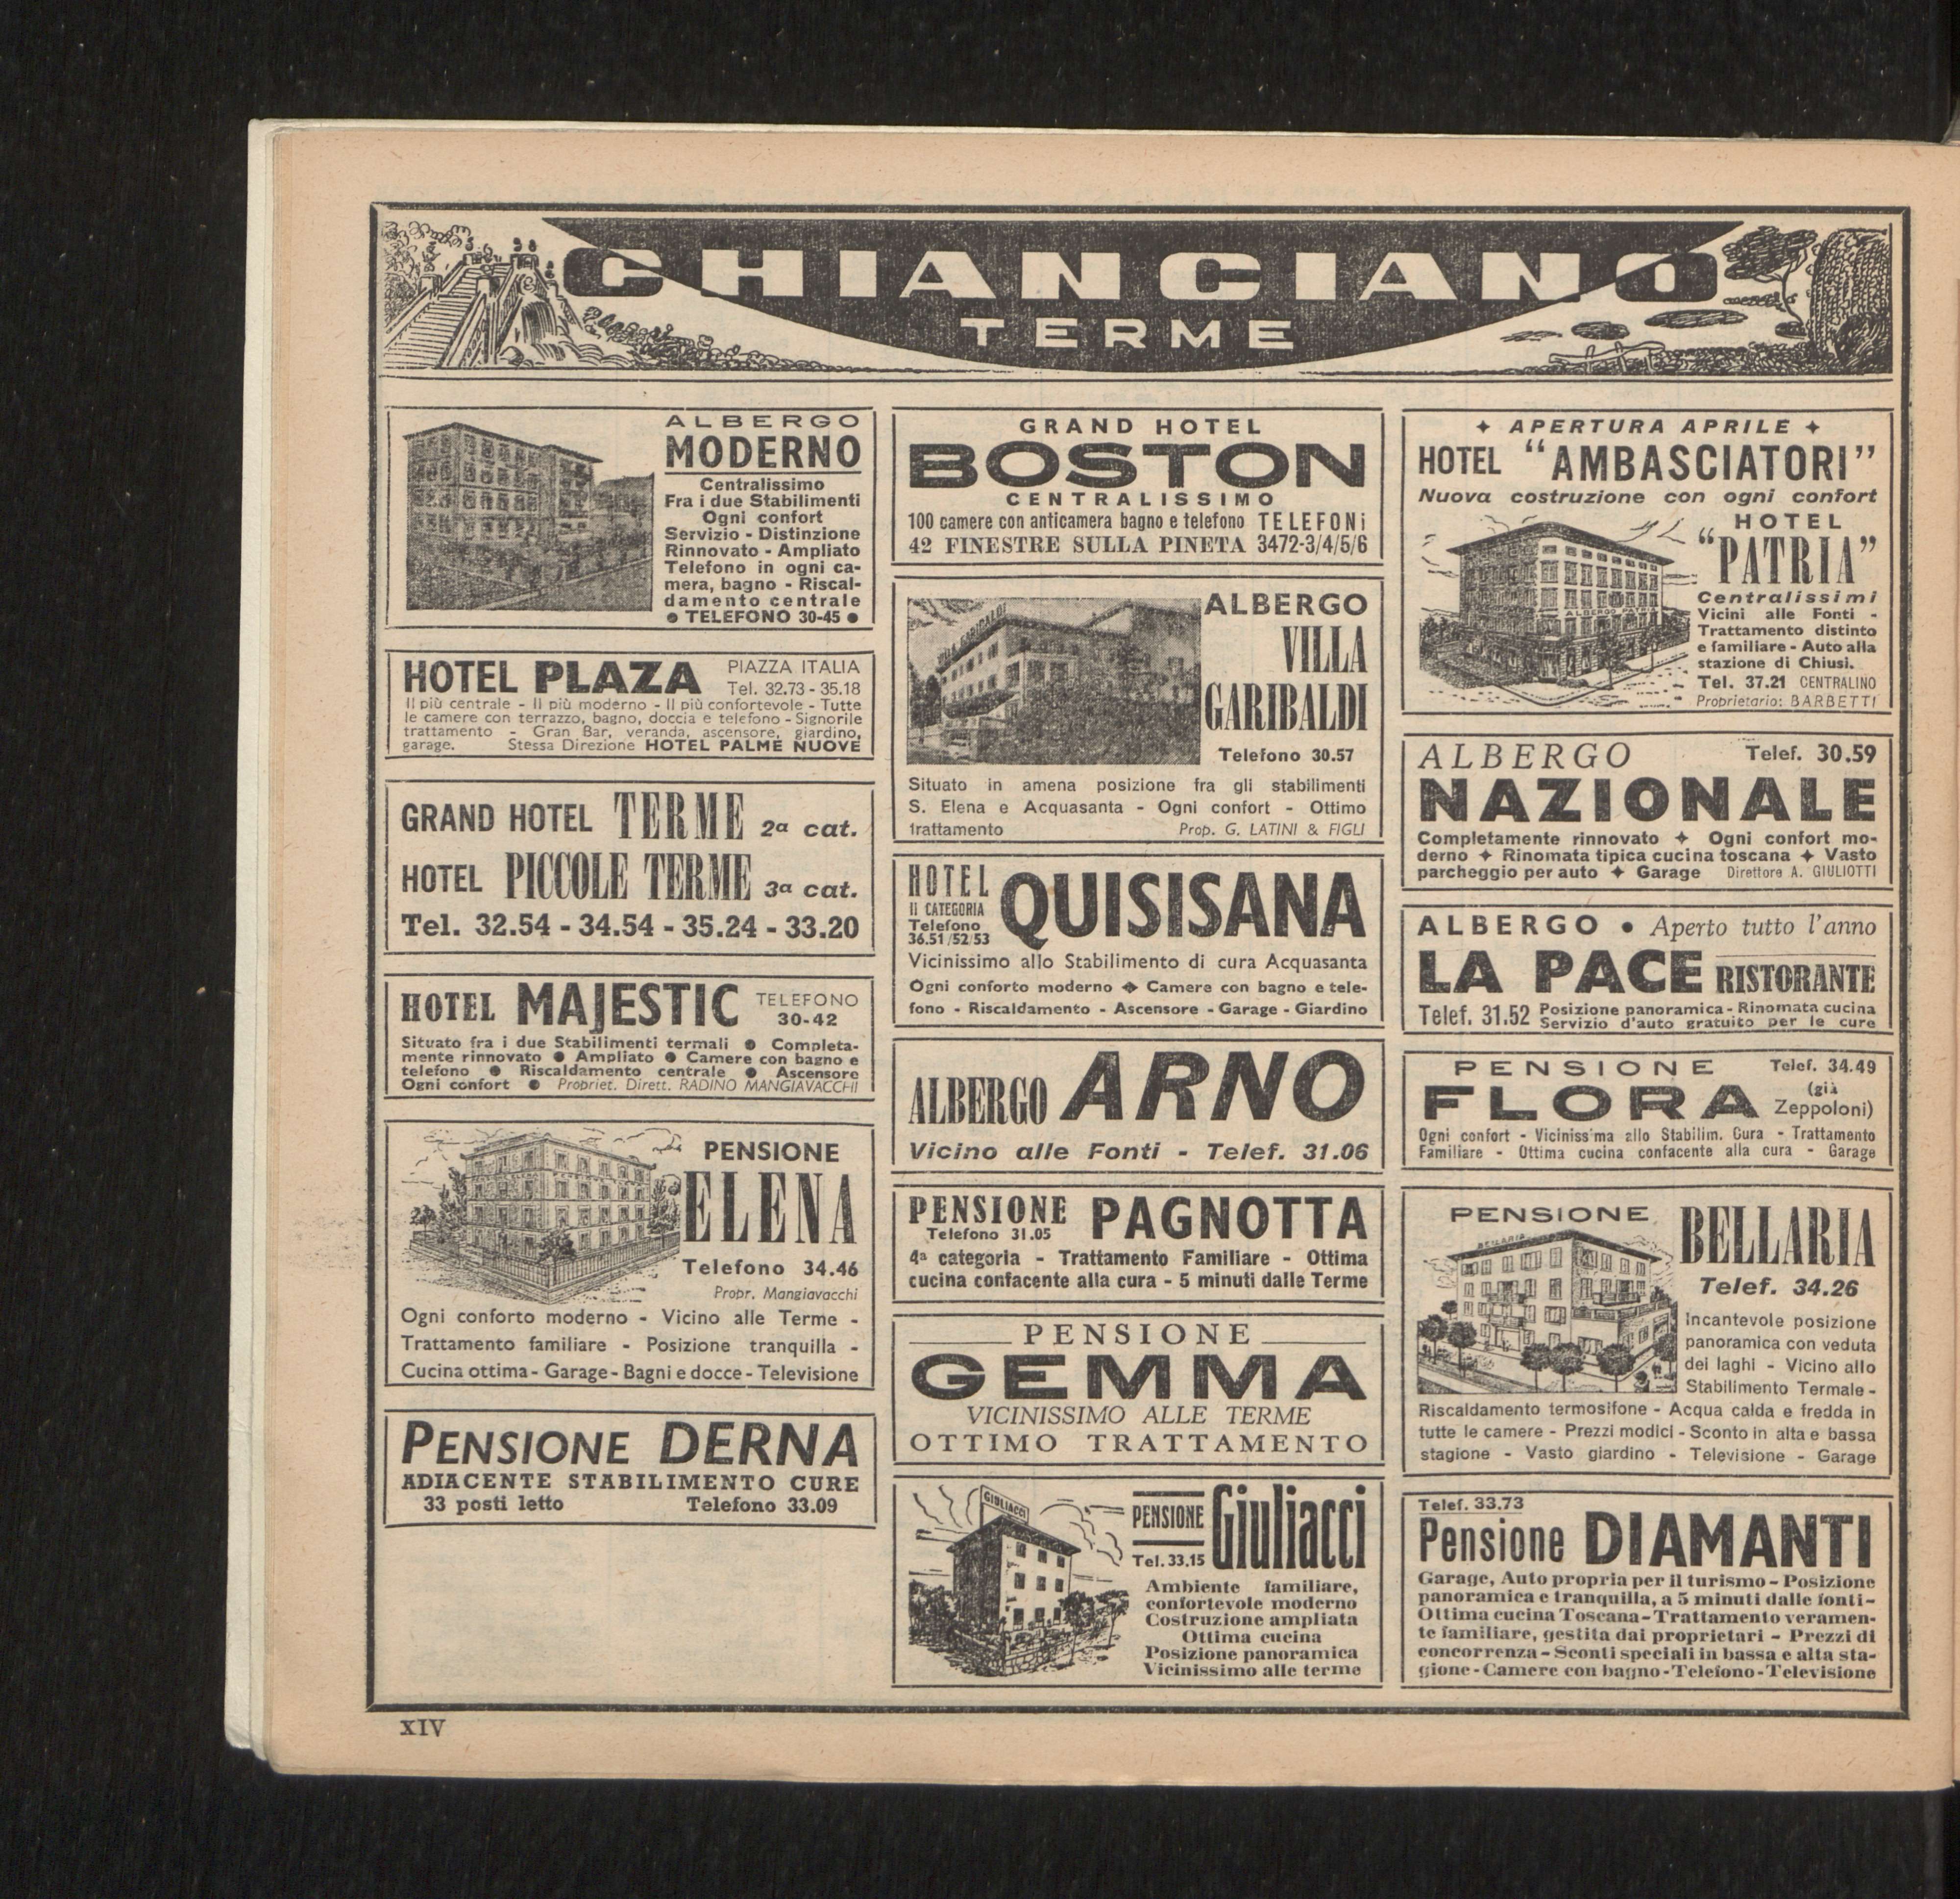 CHIANCIANO
TERME
ALBERGO
MODERNO
Centralissimo
Fra i due Stabilimenti
Ogni confort
Servizio - Distinzione
Rinnovato - Ampliato
Telefono in ogni ca-
mera, bagno - Riscal-
damento centrale
● TELEFONO 30-45 ●
HOTEL PLAZA PIAZZA ITALIA
Tel. 32.73 - 35.18
Il più centrale - Il più moderno - Il più confortevole - Tutte
le camere con terrazzo, bagno, doccia e telefono - Signorile
trattamento - Gran Bar, veranda, ascensore, giardino,
garage. Stessa Direzione HOTEL PALME NUOVE
GRAND HOTEL TERME 2ª cat.
HOTEL PICCOLE TERME 3ª cat.
Tel. 32.54 - 34.54 - 35.24 - 33.20
HOTEL MAJESTIC TELEFONO
30-42
Situato fra i due Stabilimenti termali ● Completa-
mente rinnovato ● Ampliato ● Camere con bagno e
telefono ● Riscaldamento centrale ● Ascensore
Ogni confort ● Propriet. Dirett. RADINO MANGIAVACCHI
PENSIONE
ELENA
Telefono 34.46
Propr. Mangiavacchi
Ogni conforto moderno - Vicino alle Terme -
Trattamento familiare - Posizione tranquilla -
Cucina ottima - Garage - Bagni e docce - Televisione
PENSIONE DERNA
ADIACENTE STABILIMENTO CURE
33 posti letto Telefono 33.09
GRAND HOTEL
BOSTON
CENTRALISSIMO
100 camere con anticamera bagno e telefono TELEFONi
42 FINESTRE SULLA PINETA 3472-3/4/5/6
VILLA GARIBALDI
ALBERGO
VILLA
GARIBALDI
Telefono 30.57
Situato in amena posizione fra gli stabilimenti
S. Elena e Acquasanta - Ogni confort - Ottimo
trattamento Prop. G. LATINI & FIGLI
HOTEL
II CATEGORIA
Telefono
36.51/52/53
QUISISANA
Vicinissimo allo Stabilimento di cura Acquasanta
Ogni conforto moderno ✦ Camere con bagno e tele-
fono - Riscaldamento - Ascensore - Garage - Giardino
ALBERGO ARNO
Vicino alle Fonti - Telef. 31.06
PENSIONE PAGNOTTA
Telefono 31.05
4ª categoria - Trattamento Familiare - Ottima
cucina confacente alla cura - 5 minuti dalle Terme
PENSIONE
GEMMA
VICINISSIMO ALLE TERME
OTTIMO TRATTAMENTO
GIULIACCI
PENSIONE Giuliacci
Tel. 33.15
Ambiente familiare,
confortevole moderno
Costruzione ampliata
Ottima cucina
Posizione panoramica
Vicinissimo alle terme
✦ APERTURA APRILE ✦
HOTEL "AMBASCIATORI"
Nuova costruzione con ogni confort
ALBERGO PATRIA
HOTEL
"PATRIA"
Centralissimi
Vicini alle Fonti -
Trattamento distinto
e familiare - Auto alla
stazione di Chiusi.
Tel. 37.21 CENTRALINO
Proprietario: BARBETTI
ALBERGO Telef. 30.59
NAZIONALE
Completamente rinnovato ✦ Ogni confort mo-
derno ✦ Rinomata tipica cucina toscana ✦ Vasto
parcheggio per auto ✦ Garage Direttore A. GIULIOTTI
ALBERGO ● Aperto tutto l'anno
LA PACE RISTORANTE
Telef. 31.52 Posizione panoramica - Rinomata cucina
Servizio d'auto gratuito per le cure
PENSIONE Telef. 34.49
FLORA (già
Zeppoloni)
Ogni confort - Vicinissima allo Stabilim. Cura - Trattamento
Familiare - Ottima cucina confacente alla cura - Garage
PENSIONE BELLARIA
BELLARIA
Telef. 34.26
Incantevole posizione
panoramica con veduta
dei laghi - Vicino allo
Stabilimento Termale -
Riscaldamento termosifone - Acqua calda e fredda in
tutte le camere - Prezzi modici - Sconto in alta e bassa
stagione - Vasto giardino - Televisione - Garage
Telef. 33.73
Pensione DIAMANTI
Garage, Auto propria per il turismo - Posizione
panoramica e tranquilla, a 5 minuti dalle fonti -
Ottima cucina Toscana - Trattamento veramen-
te familiare, gestita dai proprietari - Prezzi di
concorrenza - Sconti speciali in bassa e alta sta-
gione - Camere con bagno - Telefono - Televisione
XIV